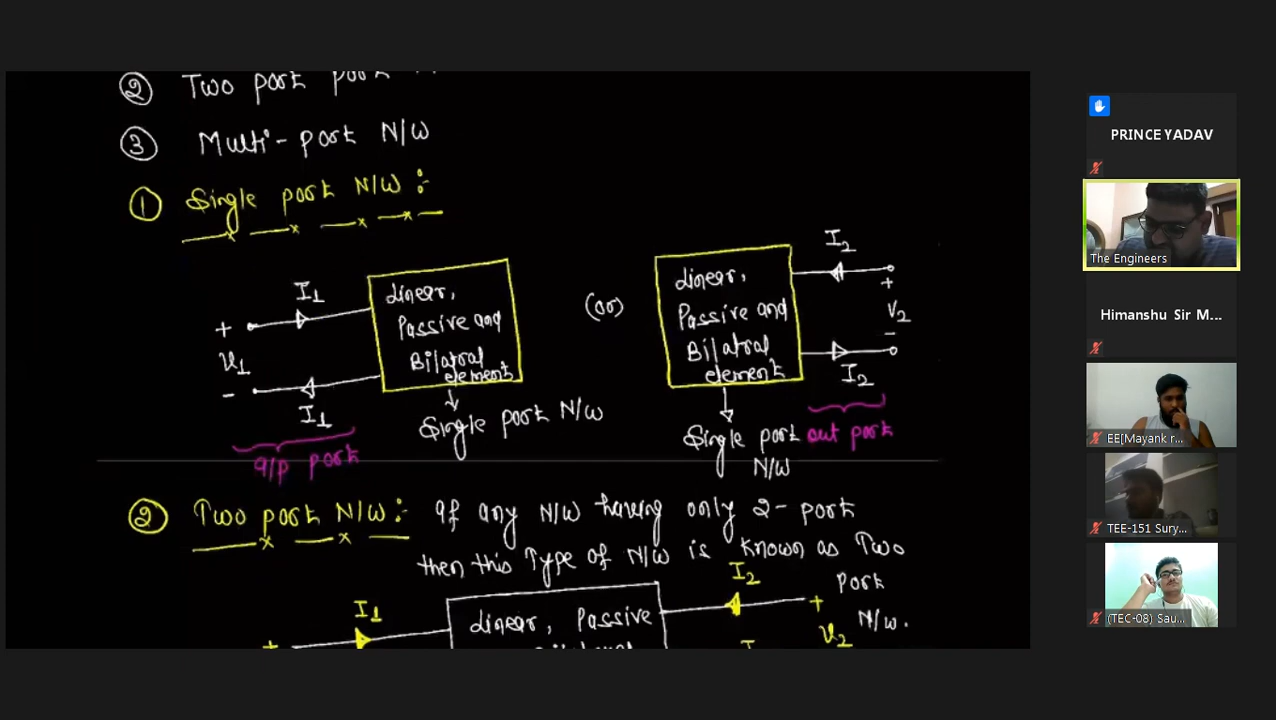 ② Two port port
③ Multi-port N/W
① Single port N/W :-
I1
Linear,
Passive and
Bilatral
element
+
V1
-
I1
i/p port
Single port N/W
(or)
Linear,
Passive and
Bilatral
element
I2
+
V2
-
I2
out port
Single port
N/W
② Two port N/W :- If any N/W having only 2-port
then this Type of N/W is known as Two
port
N/W.
I1
+
Linear, Passive
I2
+
V2
PRINCE YADAV
The Engineers
Himanshu Sir M...
EE[Mayank r...
TEE-151 Sury...
(TEC-08) Sau...